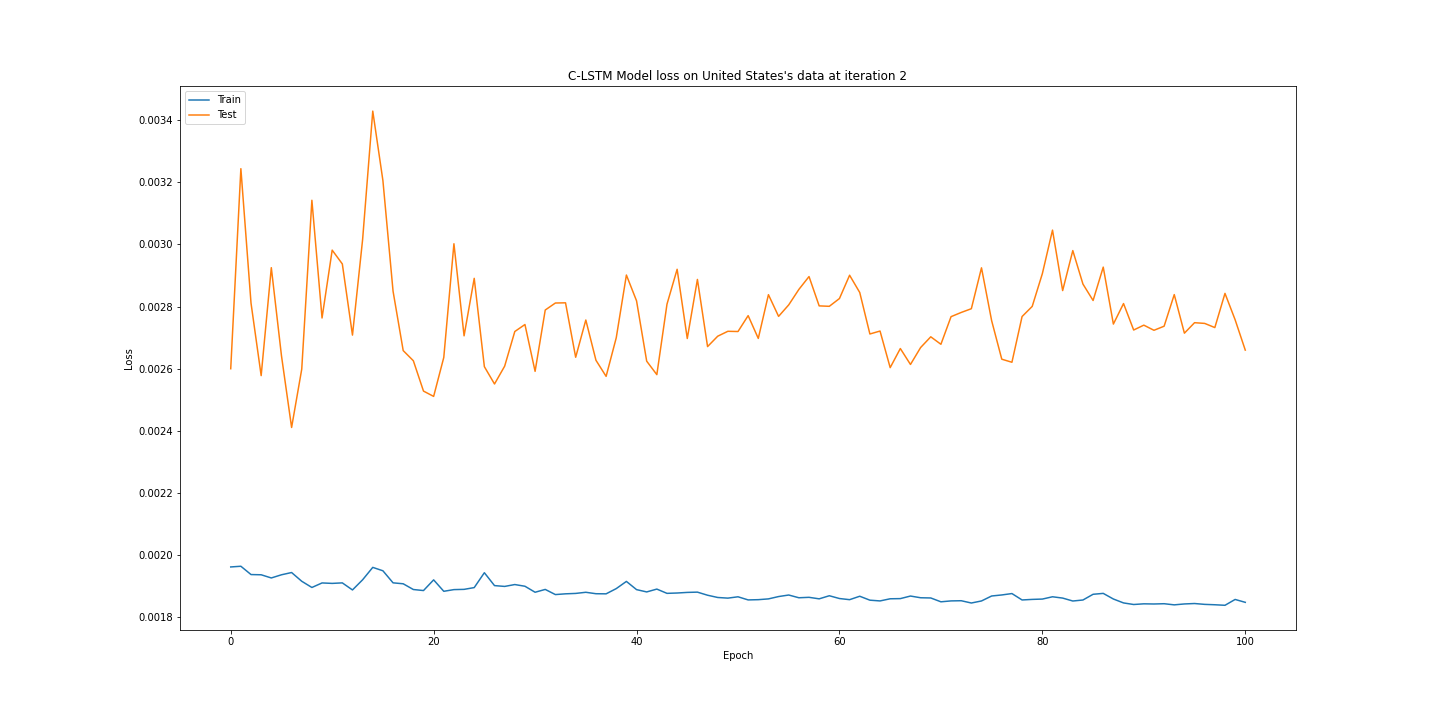 C-LSTM Model loss on United States's data at iteration 2
Train
Test
0.0034
0.0032
0.0030
0.0028
0.0026
0.0024
0.0022
0.0020
0.0018
Loss
0 20 40 60 80 100
Epoch